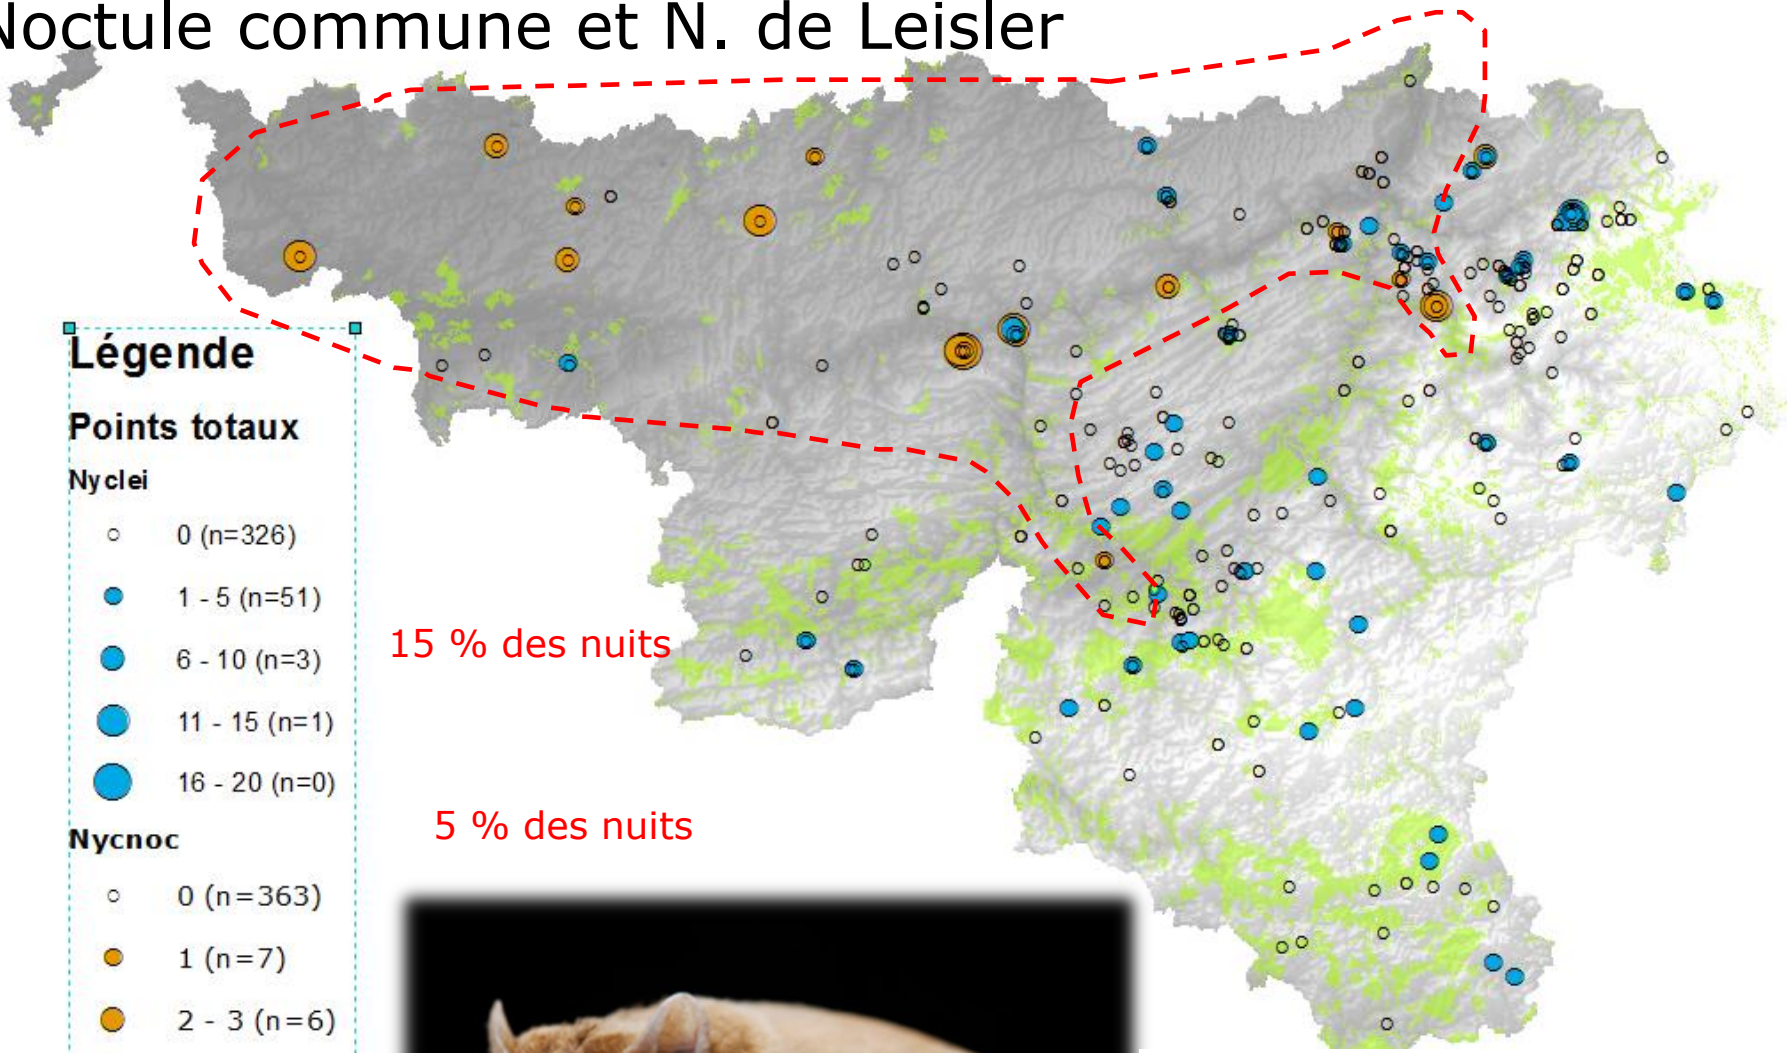 Noctule commune et N. de Leisler
Légende
Points totaux
Nyclei
0 (n=326)
1 - 5 (n=51)
6 - 10 (n=3)
11 - 15 (n=1)
16 - 20 (n=0)
15 % des nuits
5 % des nuits
Nycnoc
0 (n=363)
1 (n=7)
2 - 3 (n=6)